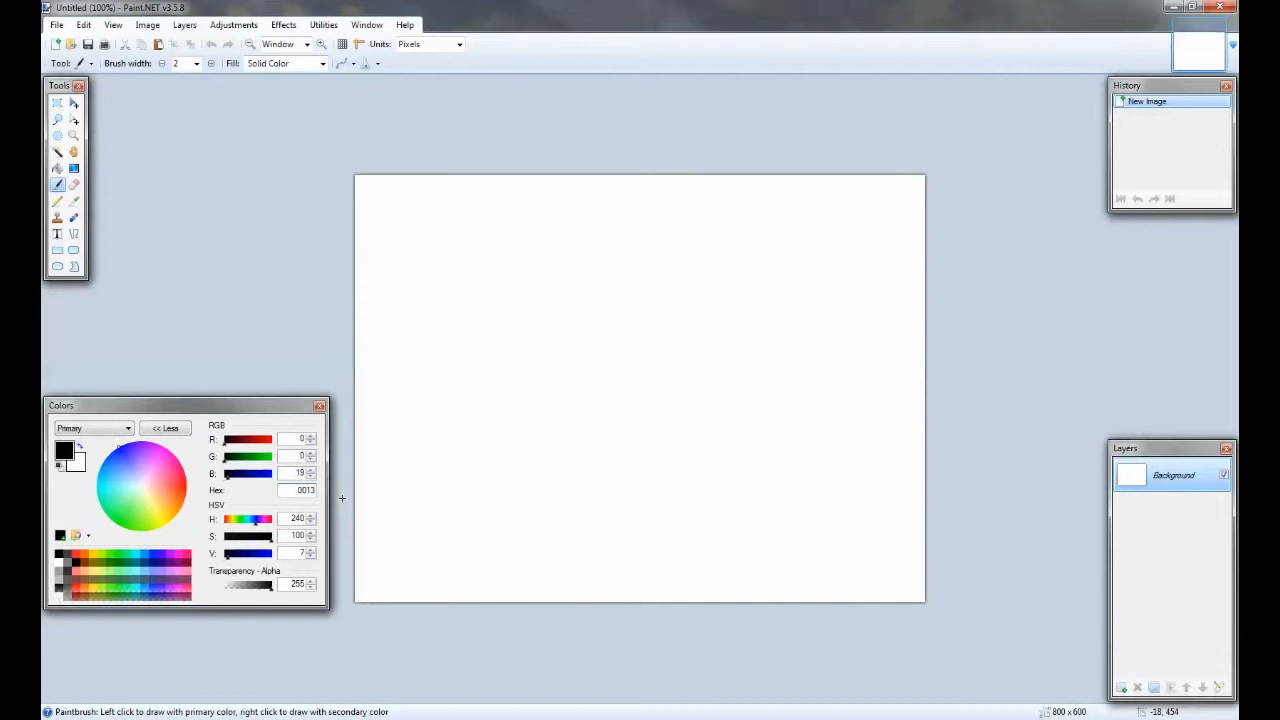 Untitled (100%) - Paint.NET v3.5.8
File Edit View Image Layers Adjustments Effects Utilities Window Help
Window Units: Pixels
Tool: Brush width: 2 Fill: Solid Color
Tools
History
New Image
Colors
Primary << Less
RGB
R: 0
G: 0
B: 19
Hex: 0013
HSV
H: 240
S: 100
V: 7
Transparency - Alpha
255
Layers
Background
Paintbrush: Left click to draw with primary color, right click to draw with secondary color
800 x 600
-18, 454